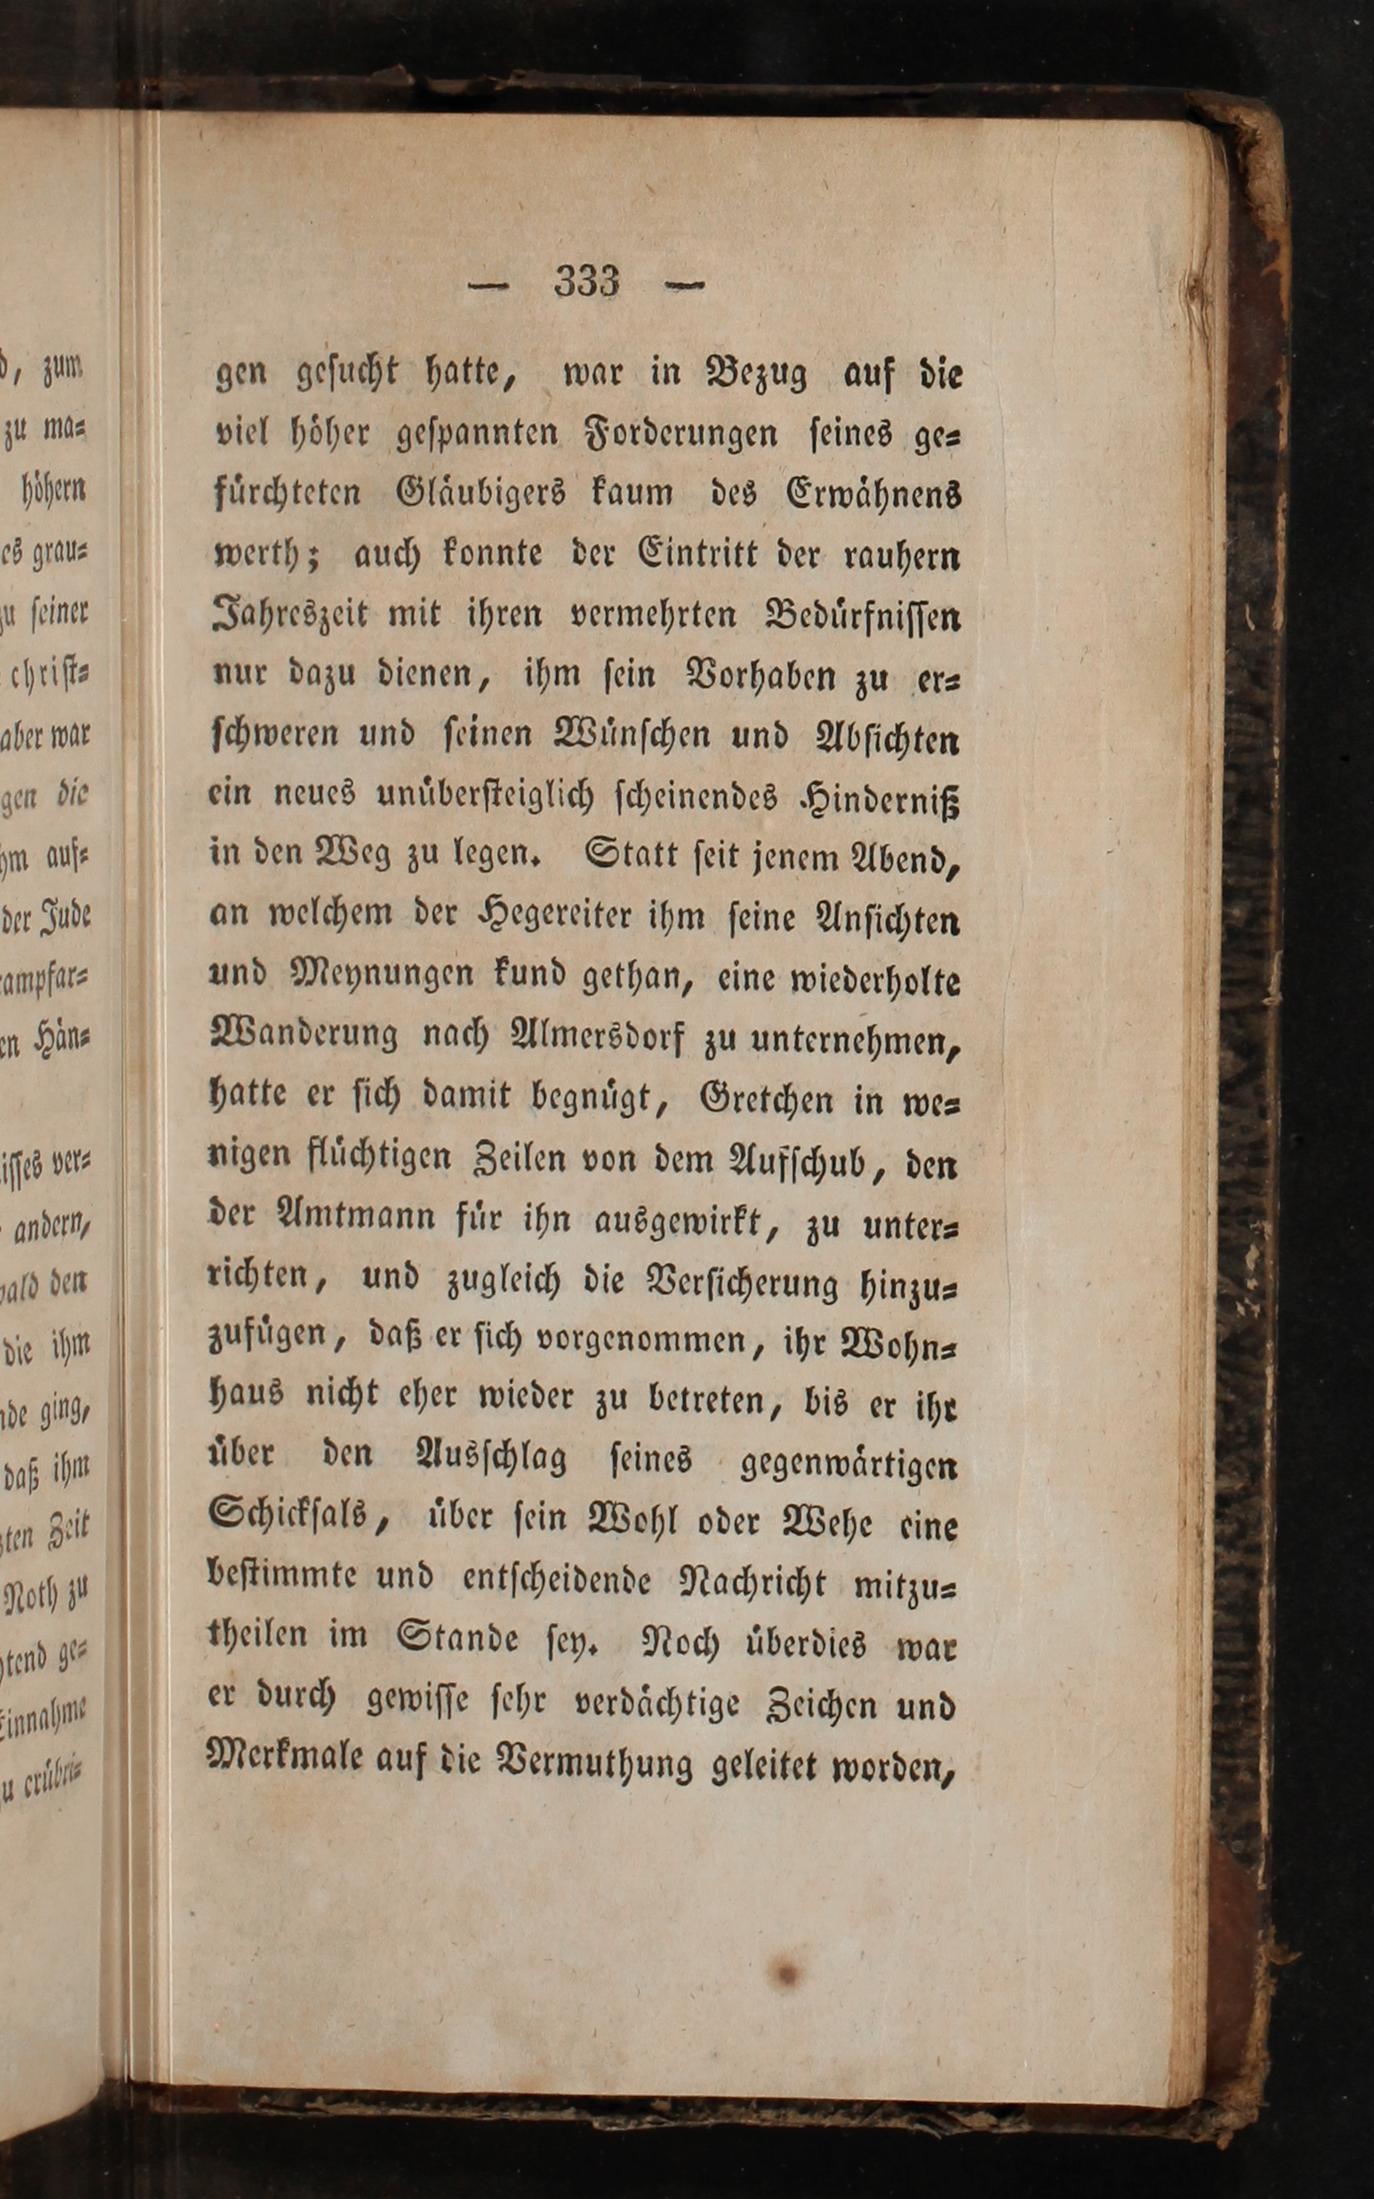 — 333 —
gen gesucht hatte, war in Bezug auf die
viel höher gespannten Forderungen seines ge=
fürchteten Gläubigers kaum des Erwähnens
werth; auch konnte der Eintritt der rauhern
Jahreszeit mit ihren vermehrten Bedürfnissen
nur dazu dienen, ihm sein Vorhaben zu er=
schweren und seinen Wünschen und Absichten
ein neues unübersteiglich scheinendes Hinderniß
in den Weg zu legen. Statt seit jenem Abend,
an welchem der Hegereiter ihm seine Ansichten
und Meynungen kund gethan, eine wiederholte
Wanderung nach Almersdorf zu unternehmen,
hatte er sich damit begnügt, Gretchen in we=
nigen flüchtigen Zeilen von dem Aufschub, den
der Amtmann für ihn ausgewirkt, zu unter=
richten, und zugleich die Versicherung hinzu=
zufügen, daß er sich vorgenommen, ihr Wohn=
haus nicht eher wieder zu betreten, bis er ihr
über den Ausschlag seines gegenwärtigen
Schicksals, über sein Wohl oder Wehe eine
bestimmte und entscheidende Nachricht mitzu=
theilen im Stande sey. Noch überdies war
er durch gewisse sehr verdächtige Zeichen und
Merkmale auf die Vermuthung geleitet worden,